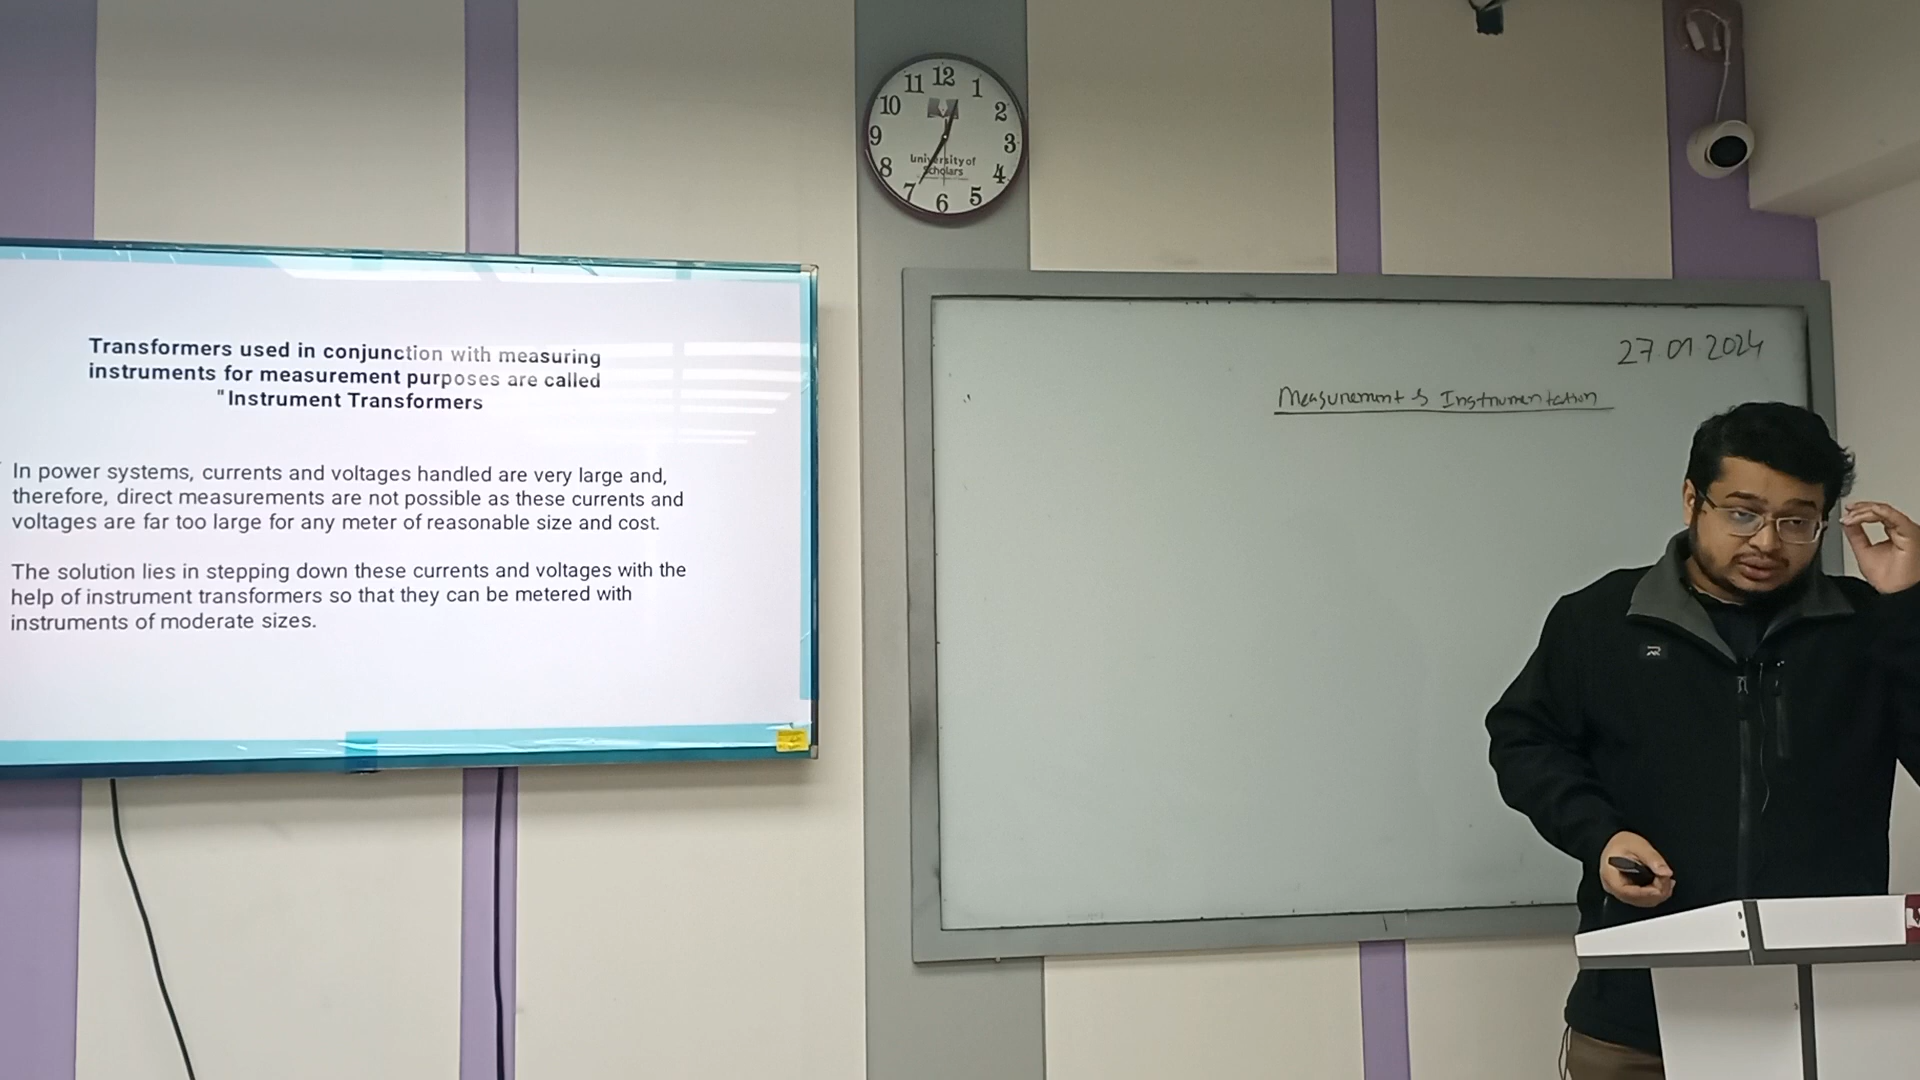 11 12 1
10 2
9 3
8 4
7 6 5
University of
Scholars
Transformers used in conjunction with measuring
instruments for measurement purposes are called
"Instrument Transformers
In power systems, currents and voltages handled are very large and,
therefore, direct measurements are not possible as these currents and
voltages are far too large for any meter of reasonable size and cost.
The solution lies in stepping down these currents and voltages with the
help of instrument transformers so that they can be metered with
instruments of moderate sizes.
27.01.2024
Measurement & Instrumentation